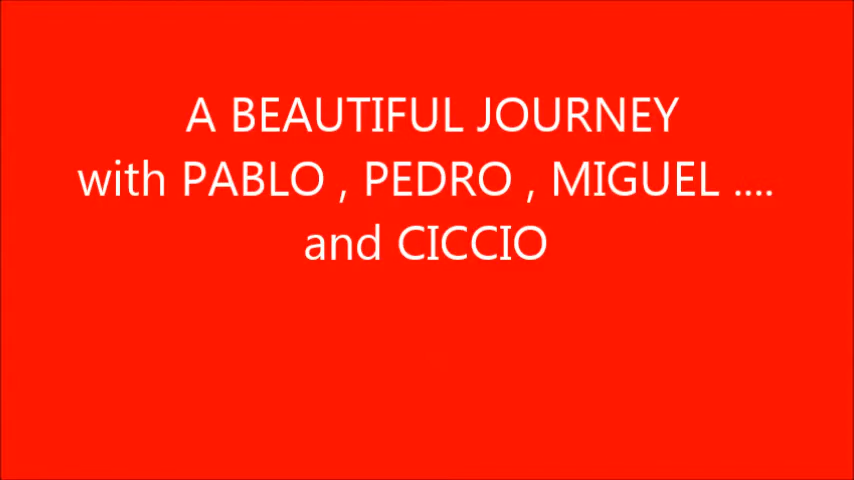 A BEAUTIFUL JOURNEY
with PABLO , PEDRO , MIGUEL ....
and CICCIO